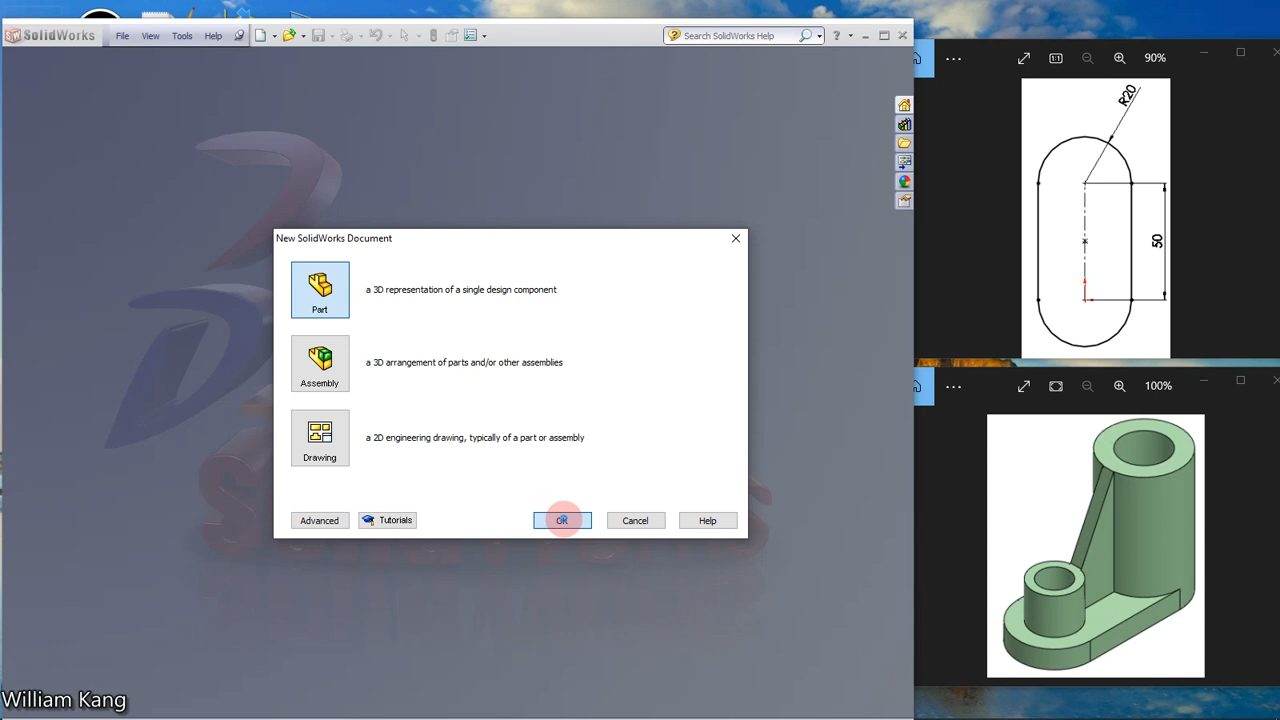 SolidWorks File View Tools Help Search SolidWorks Help ?
New SolidWorks Document
Part
a 3D representation of a single design component
Assembly
a 3D arrangement of parts and/or other assemblies
Drawing
a 2D engineering drawing, typically of a part or assembly
Advanced Tutorials OK Cancel Help
William Kang
1:1 90%
R20
50
100%